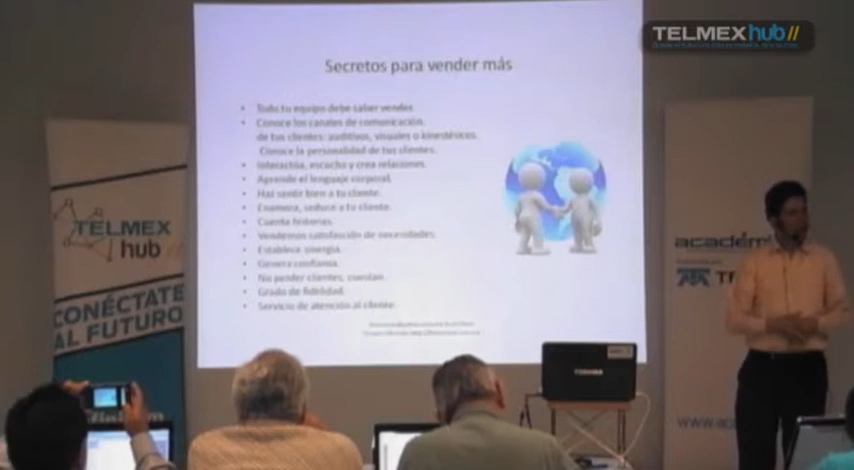 TELMEXhub//
Secretos para vender más
Todo tu equipo debe saber vender.
Conoce los canales de comunicación.
de tus clientes: auditivos, visuales o kinestésicos.
Conoce la personalidad de tus clientes.
Interactúa, escucha y crea relaciones.
Aprende el lenguaje corporal.
Haz sentir bien a tu cliente.
Enamora, seduce a tu cliente.
Cuenta historias.
Vendemos satisfacción de necesidades.
Establece sinergia.
Genera confianza.
No perder clientes, cuestan.
Grado de fidelidad.
Servicio de atención al cliente.
TELMEX
hub//
CONÉCTATE
AL FUTURO
académi
TOSHIBA